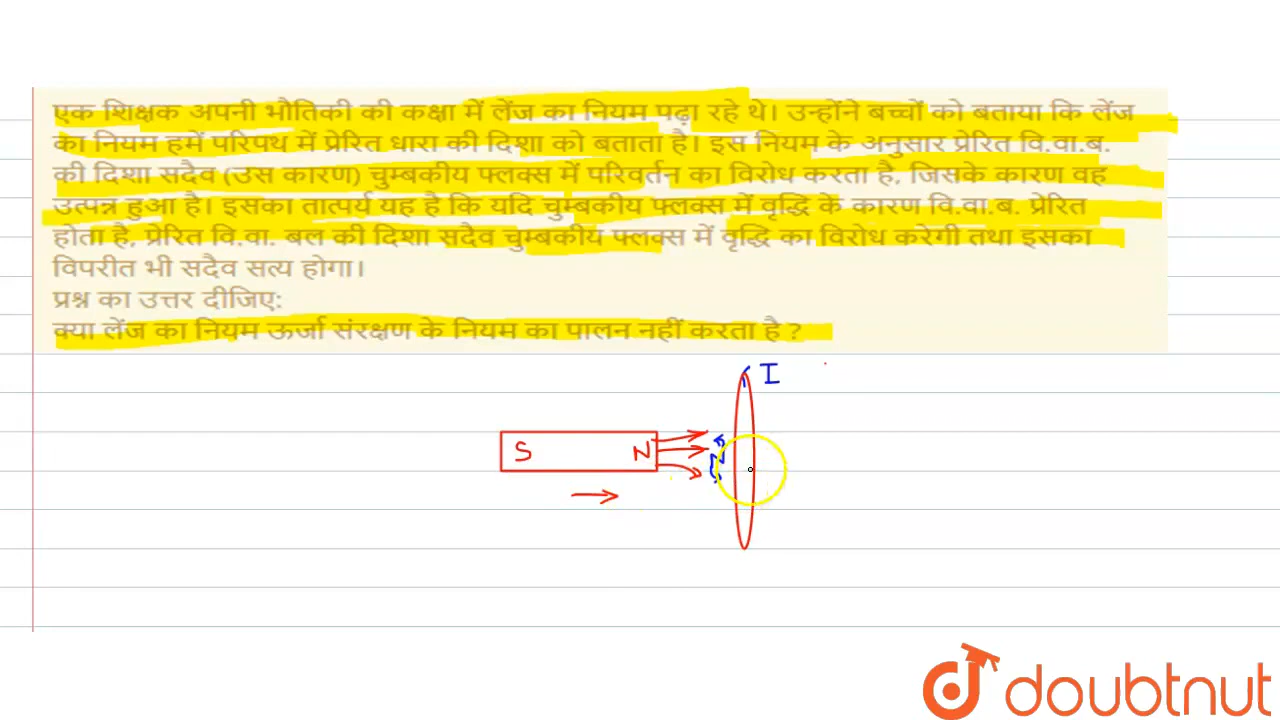 एक शिक्षक अपनी भौतिकी की कक्षा में लेंज का नियम पढ़ा रहे थे। उन्होंने बच्चों को बताया कि लेंज
का नियम हमें परिपथ में प्रेरित धारा की दिशा को बताता है। इस नियम के अनुसार प्रेरित वि.वा.ब.
की दिशा सदैव (उस कारण) चुम्बकीय फ्लक्स में परिवर्तन का विरोध करता है, जिसके कारण वह
उत्पन्न हुआ है। इसका तात्पर्य यह है कि यदि चुम्बकीय फ्लक्स में वृद्धि के कारण वि.वा.ब. प्रेरित
होता है, प्रेरित वि.वा. बल की दिशा सदैव चुम्बकीय फ्लक्स में वृद्धि का विरोध करेगी तथा इसका
विपरीत भी सदैव सत्य होगा।
प्रश्न का उत्तर दीजिए:
क्या लेंज का नियम ऊर्जा संरक्षण के नियम का पालन नहीं करता है ?
I
S N
N
doubtnut